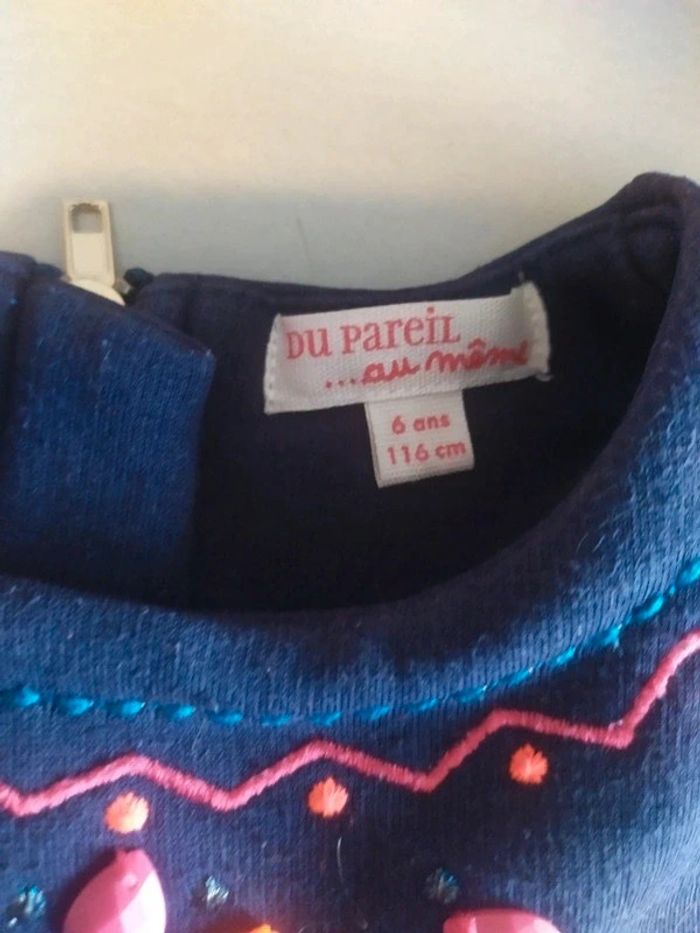 DU PAREIL
...au même
6 ans
116 cm